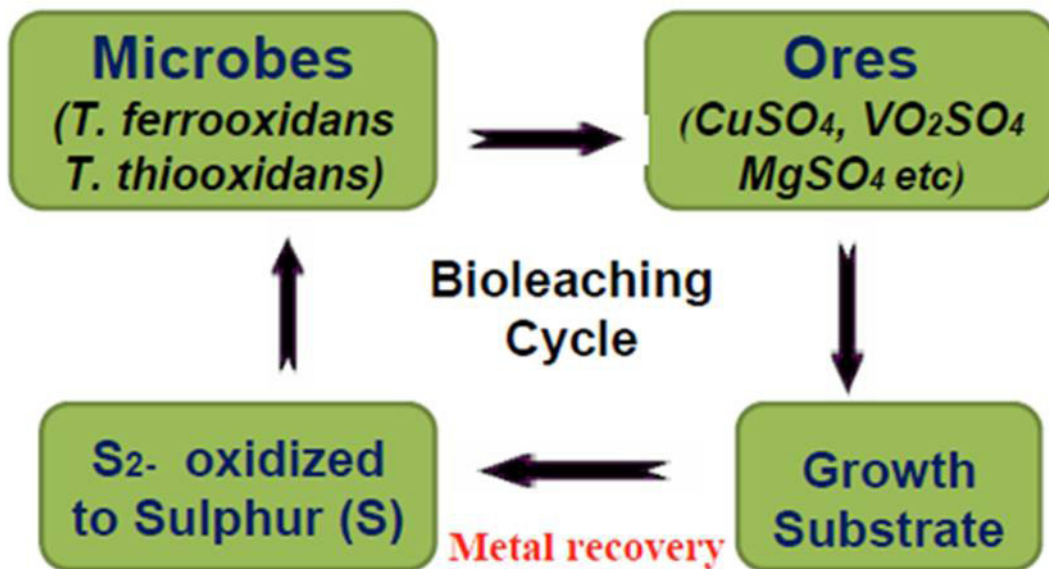 Microbes
(T. ferrooxidans
T. thiooxidans)
Ores
(CuSO₄, VO₂SO₄
MgSO₄ etc)
Bioleaching
Cycle
S₂- oxidized
to Sulphur (S)
Metal recovery
Growth
Substrate